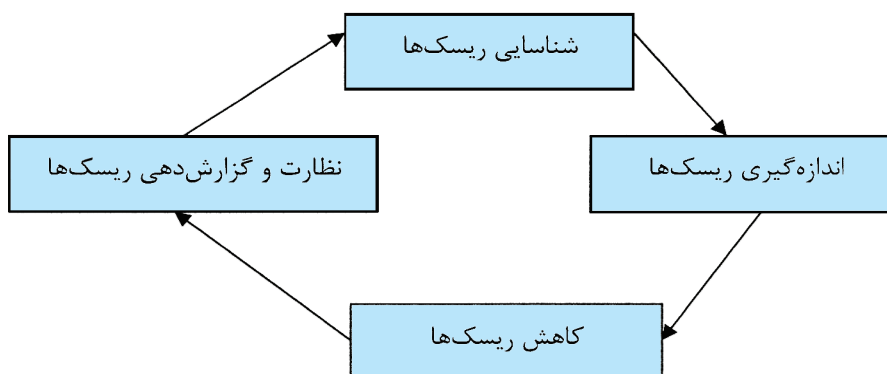 شناسایی ریسک‌ها
اندازه‌گیری ریسک‌ها
نظارت و گزارش‌دهی ریسک‌ها
کاهش ریسک‌ها